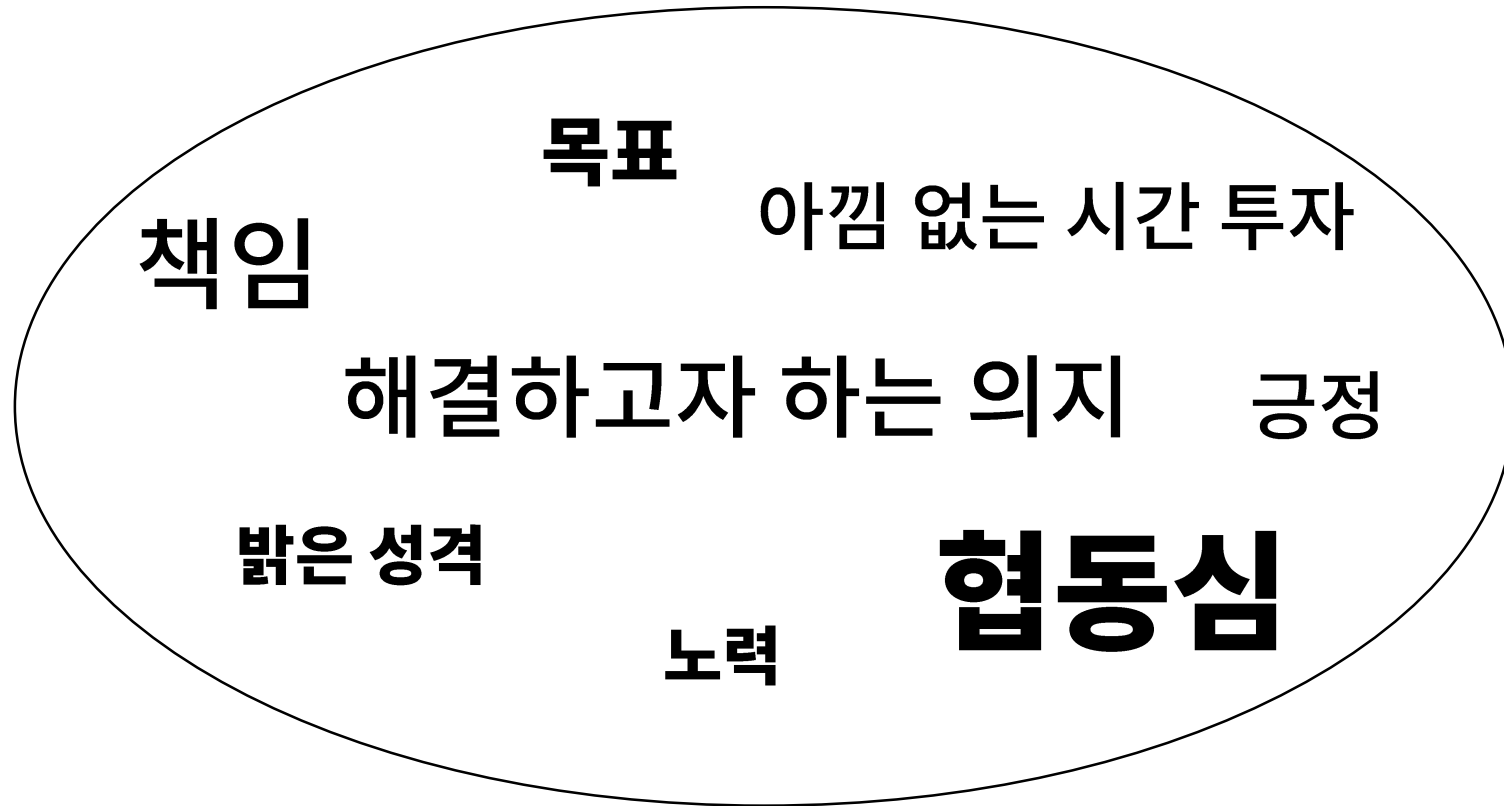 목표
아낌 없는 시간 투자
책임
해결하고자 하는 의지
긍정
밝은 성격
협동심
노력